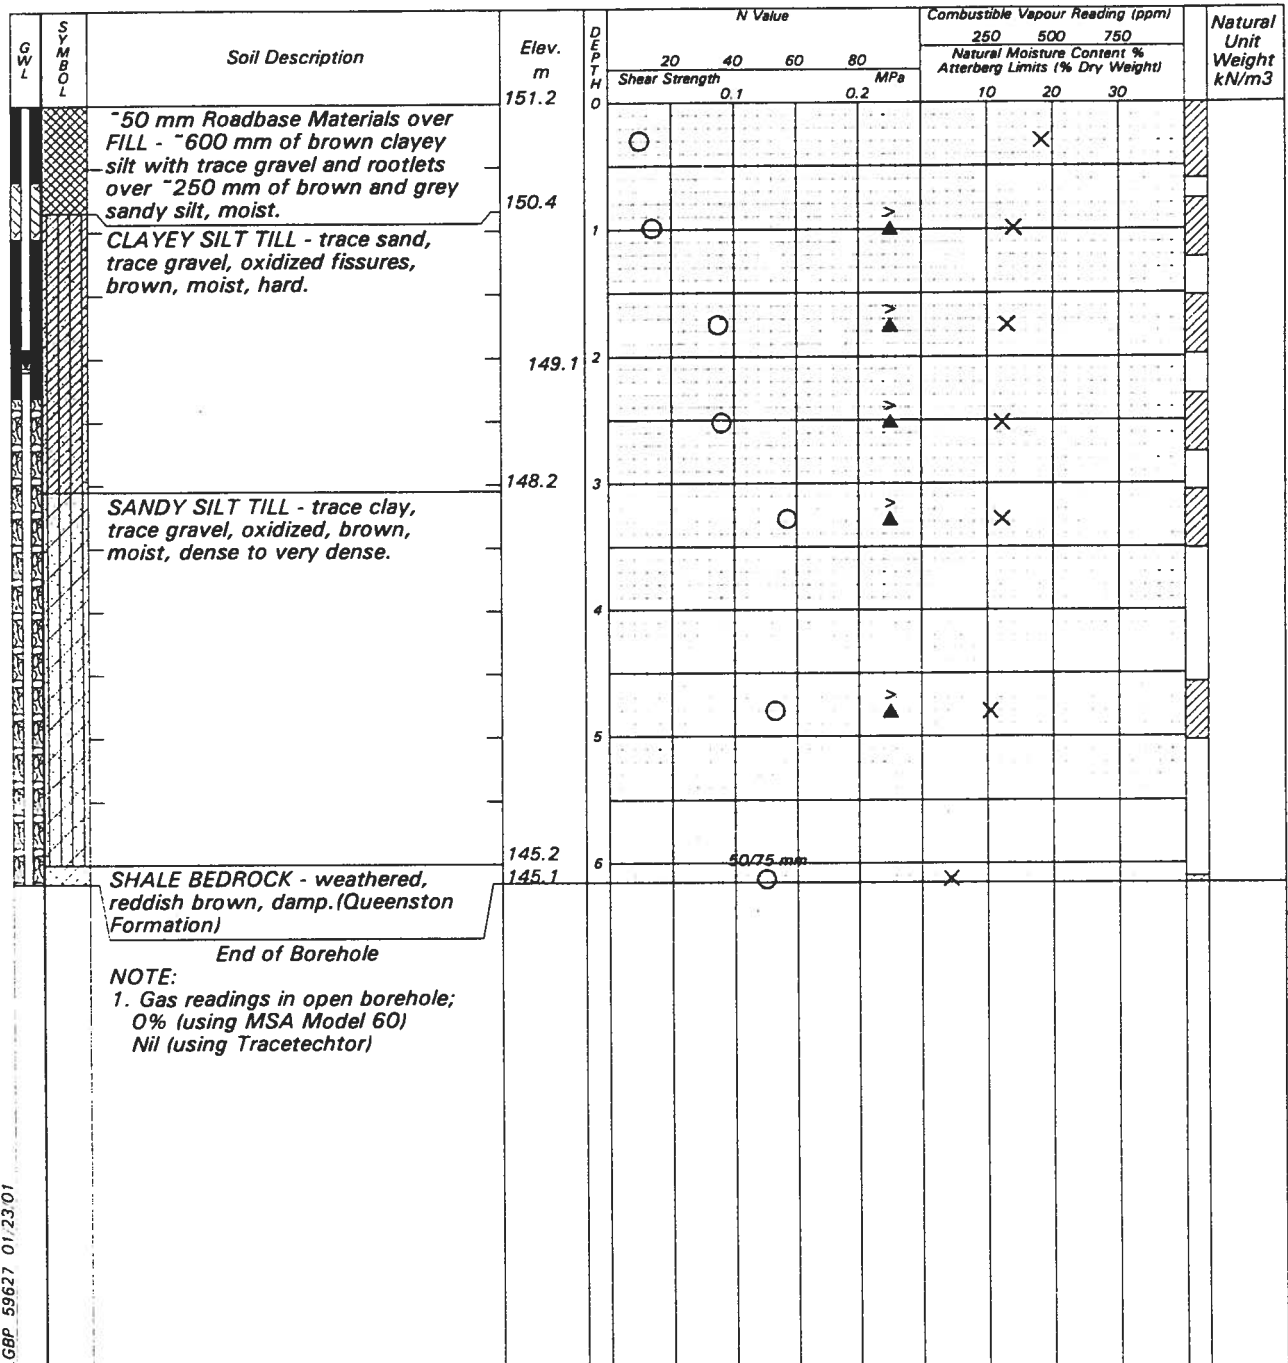 GWL
SYMBOL
Soil Description
Elev.
m
DEPTH
N Value
20 40 60 80
Shear Strength MPa
0.1 0.2
Combustible Vapour Reading (ppm)
250 500 750
Natural Moisture Content %
Atterberg Limits (% Dry Weight)
10 20 30
Natural
Unit
Weight
kN/m3
151.2
0
~50 mm Roadbase Materials over
FILL - ~600 mm of brown clayey
silt with trace gravel and rootlets
over ~250 mm of brown and grey
sandy silt, moist.
150.4
CLAYEY SILT TILL - trace sand,
trace gravel, oxidized fissures,
brown, moist, hard.
1
149.1
2
148.2
3
SANDY SILT TILL - trace clay,
trace gravel, oxidized, brown,
moist, dense to very dense.
4
5
145.2
6
50/75 mm
145.1
SHALE BEDROCK - weathered,
reddish brown, damp.(Queenston
Formation)
End of Borehole
NOTE:
1. Gas readings in open borehole;
0% (using MSA Model 60)
Nil (using Tracetechtor)
GBP 59627 01/23/01